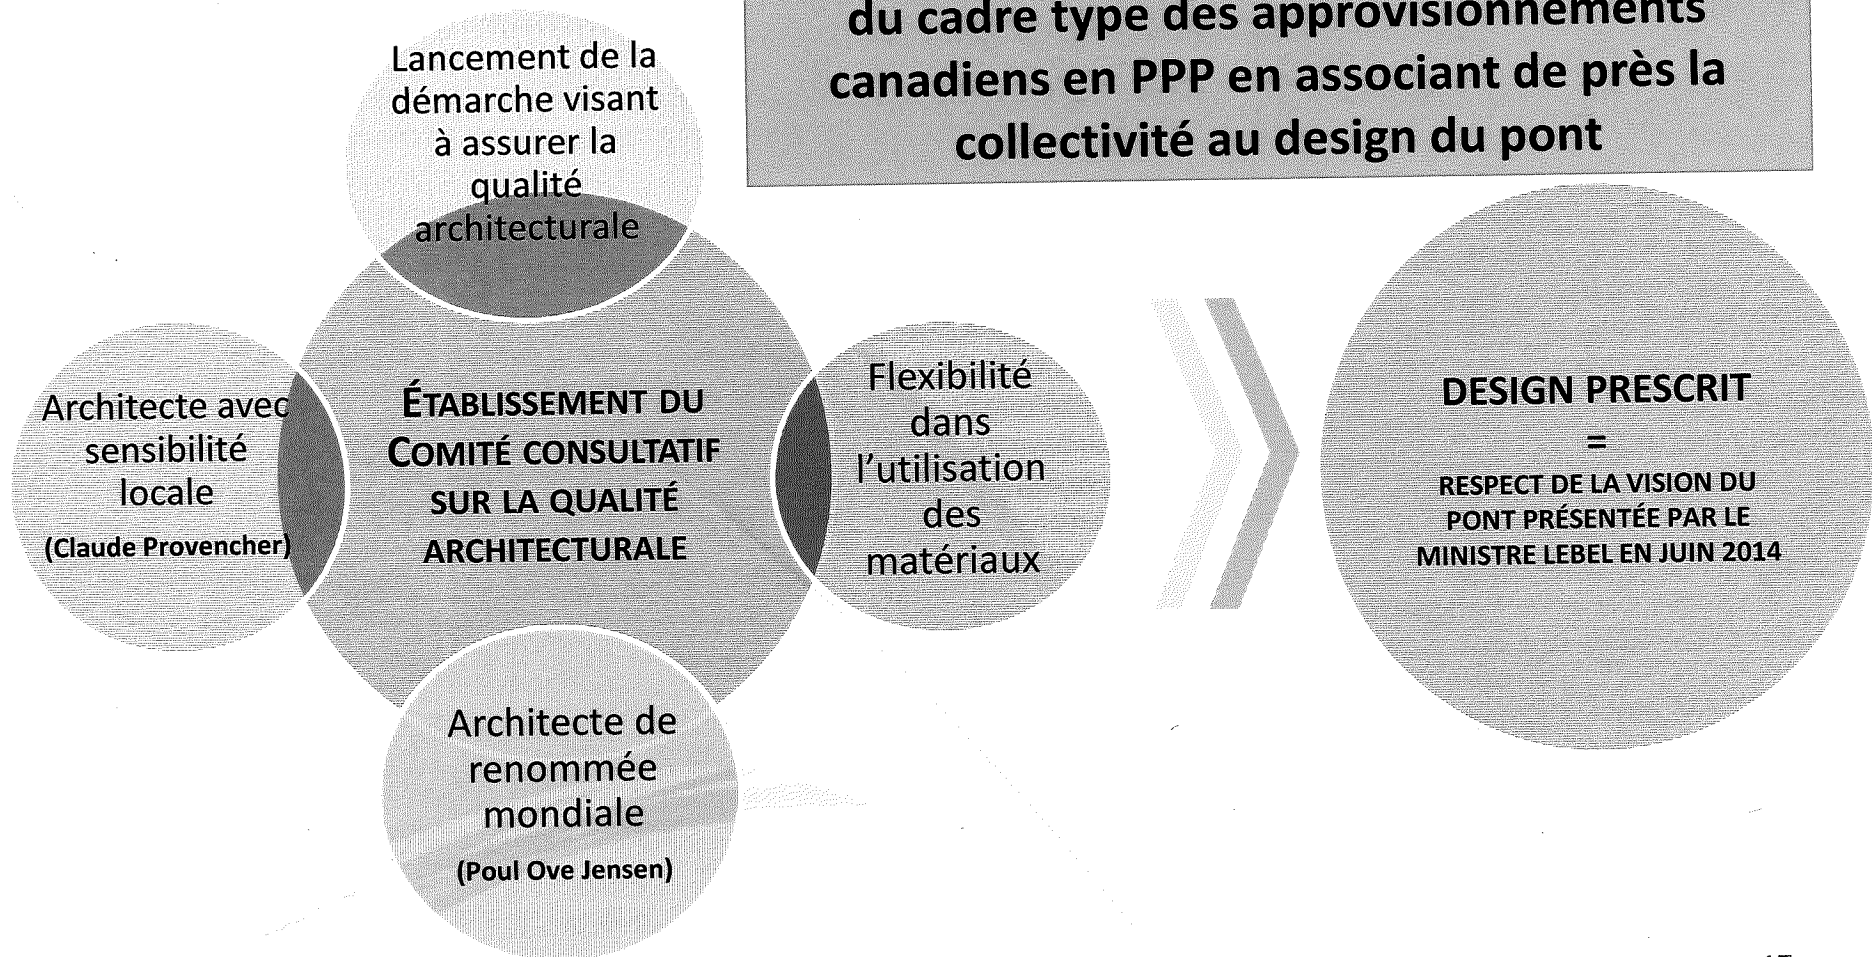 du cadre type des approvisionnements
canadiens en PPP en associant de près la
collectivité au design du pont
Lancement de la
démarche visant
à assurer la
qualité
architecturale
Architecte avec
sensibilité
locale
(Claude Provencher)
ÉTABLISSEMENT DU
COMITÉ CONSULTATIF
SUR LA QUALITÉ
ARCHITECTURALE
Flexibilité
dans
l'utilisation
des
matériaux
Architecte de
renommée
mondiale
(Poul Ove Jensen)
DESIGN PRESCRIT
=
RESPECT DE LA VISION DU
PONT PRÉSENTÉE PAR LE
MINISTRE LEBEL EN JUIN 2014